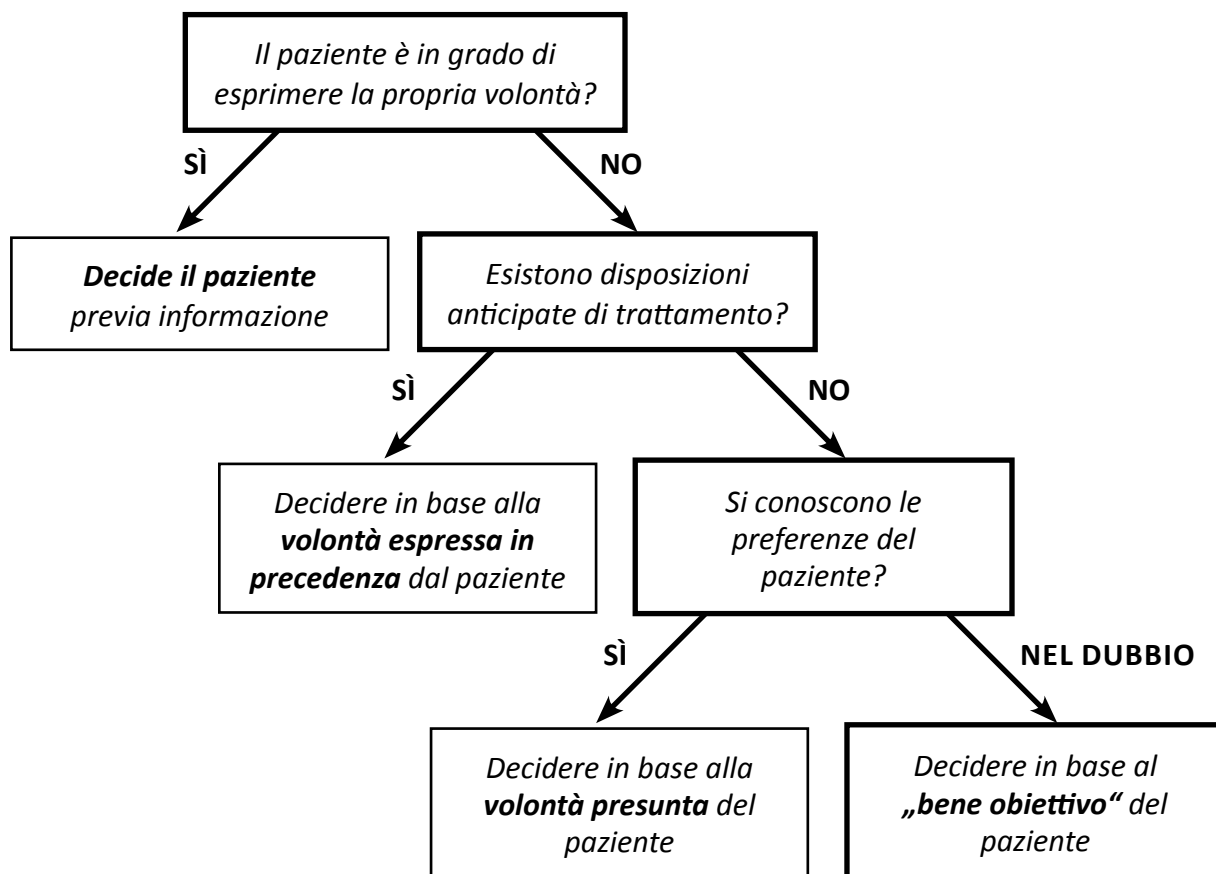 Il paziente è in grado di
esprimere la propria volontà?
SÌ
NO
Decide il paziente
previa informazione
Esistono disposizioni
anticipate di trattamento?
SÌ
NO
Decidere in base alla
volontà espressa in
precedenza dal paziente
Si conoscono le
preferenze del
paziente?
SÌ
NEL DUBBIO
Decidere in base alla
volontà presunta del
paziente
Decidere in base al
„bene obiettivo“ del
paziente